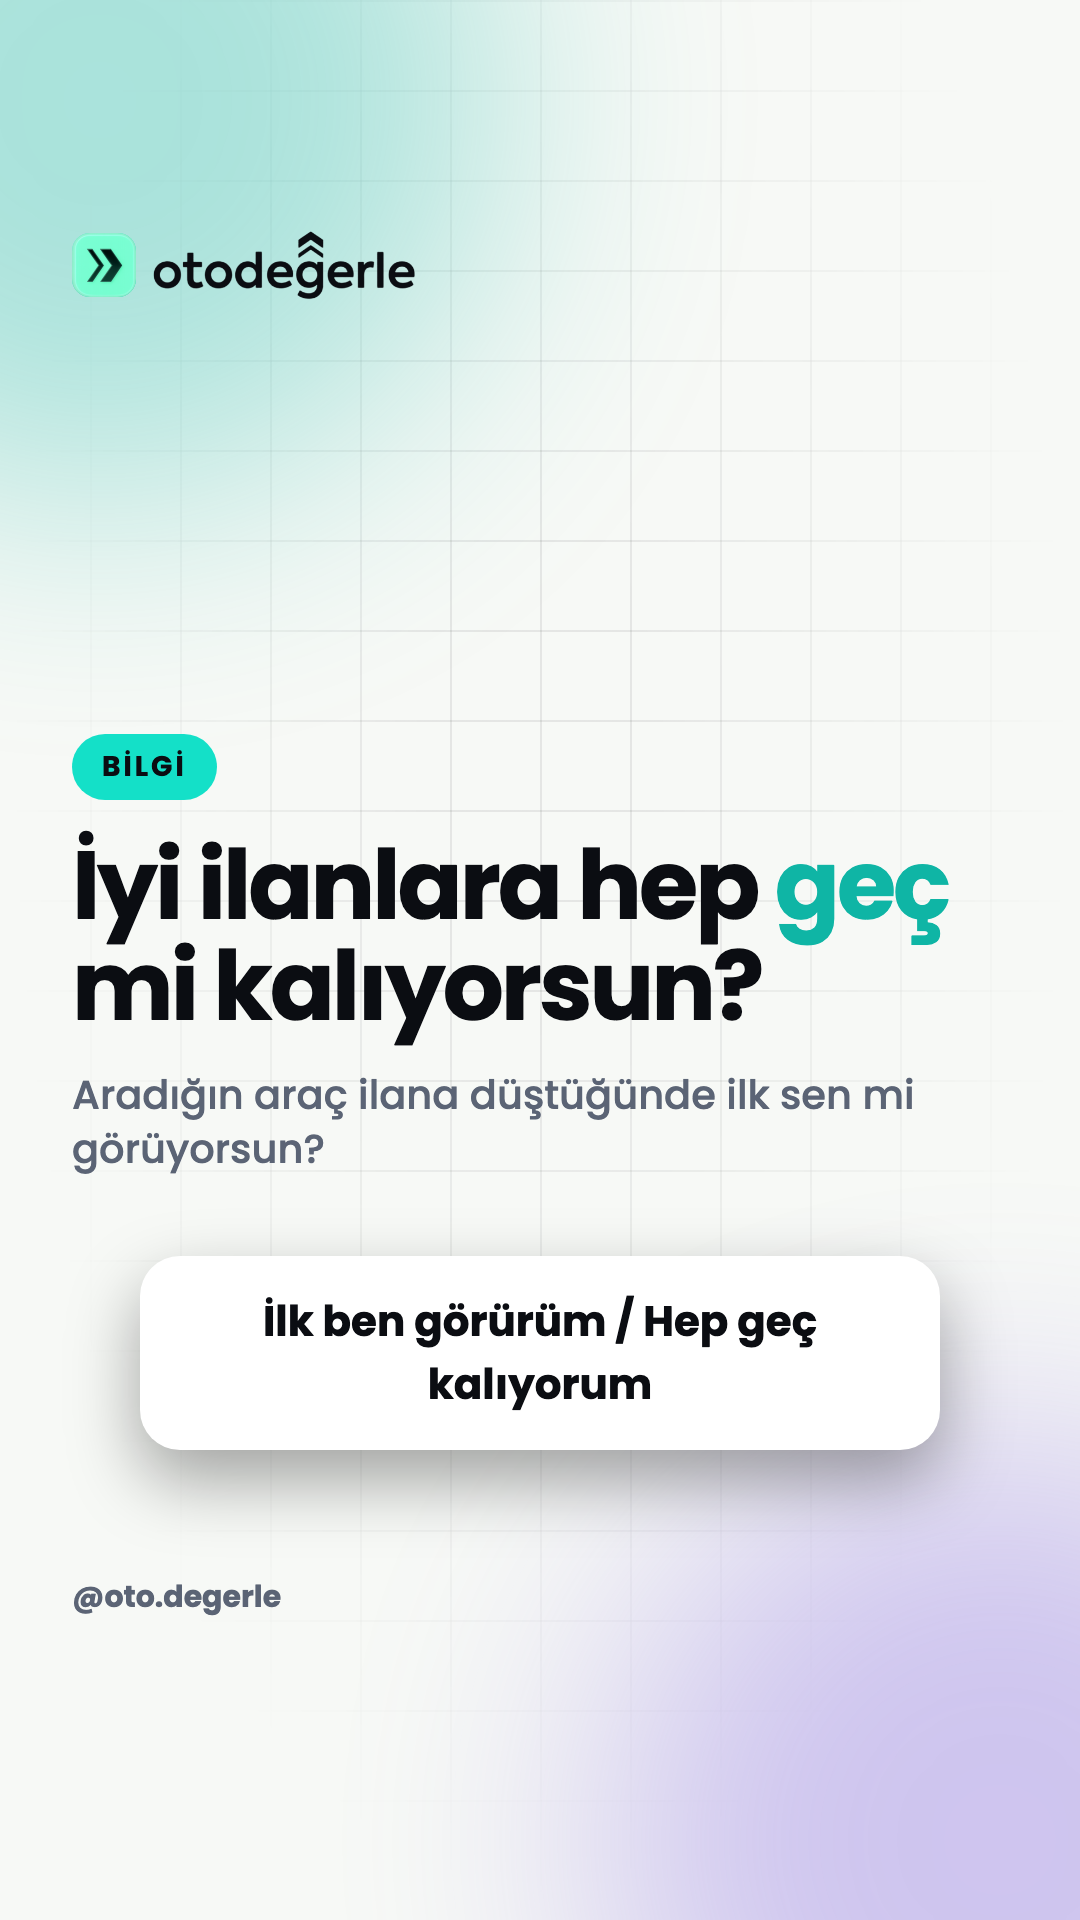 otodeğerle
BİLGİ
İyi ilanlara hep geç
mi kalıyorsun?
Aradığın araç ilana düştüğünde ilk sen mi
görüyorsun?
İlk ben görürüm / Hep geç
kalıyorum
@oto.degerle